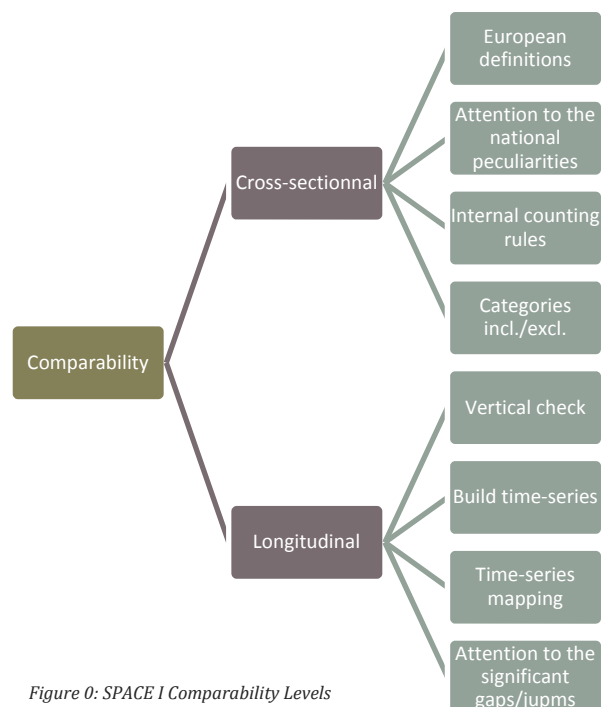 European
definitions
Attention to the
national
peculiarities
Cross-sectionnal
Internal counting
rules
Categories
incl./excl.
Comparability
Vertical check
Build time-series
Longitudinal
Time-series
mapping
Attention to the
significant
gaps/jupms
Figure 0: SPACE I Comparability Levels